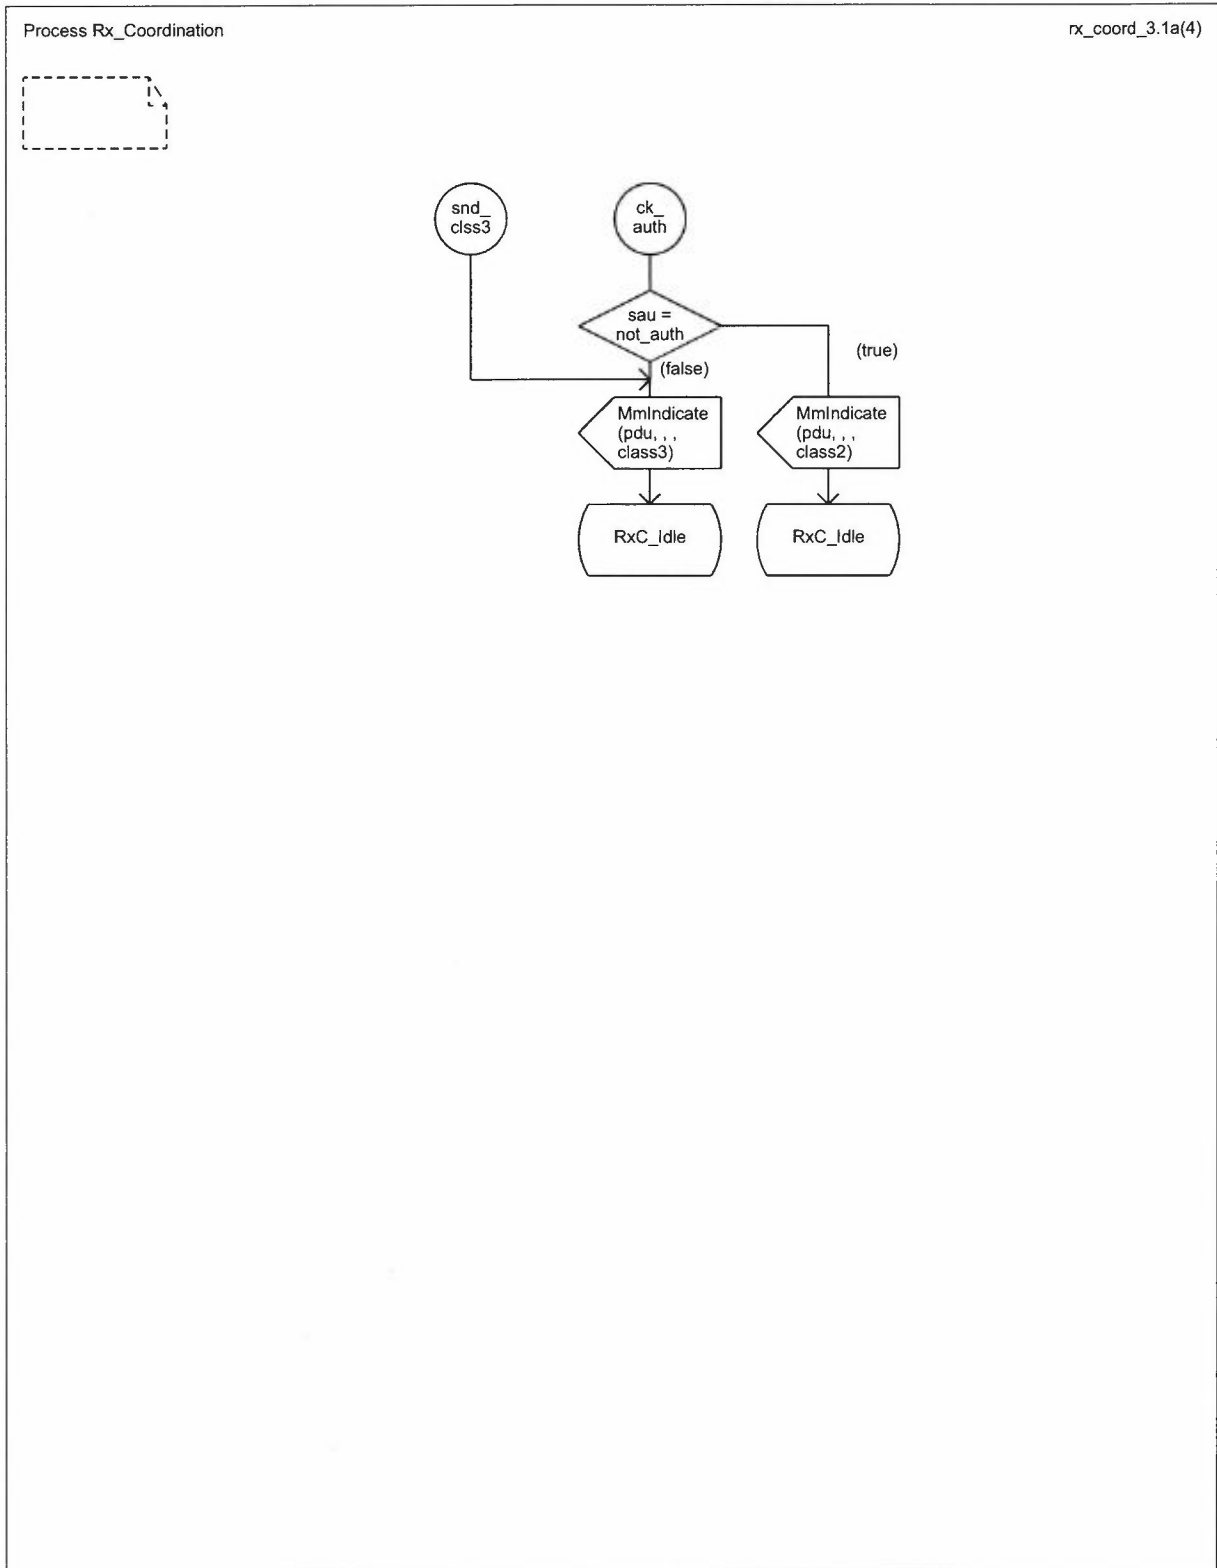 Process Rx_Coordination
rx_coord_3.1a(4)
snd_
clss3
ck_
auth
sau =
not_auth
(true)
(false)
MmIndicate
(pdu, , ,
class3)
MmIndicate
(pdu, , ,
class2)
RxC_Idle
RxC_Idle